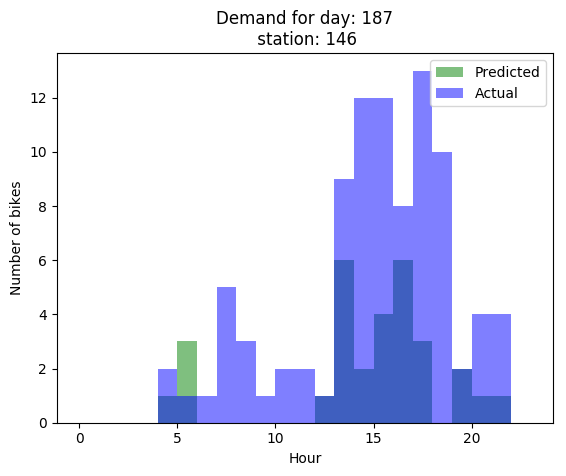 Demand for day: 187
station: 146
Predicted
Actual
Number of bikes
12
10
8
6
4
2
0
0 5 10 15 20
Hour